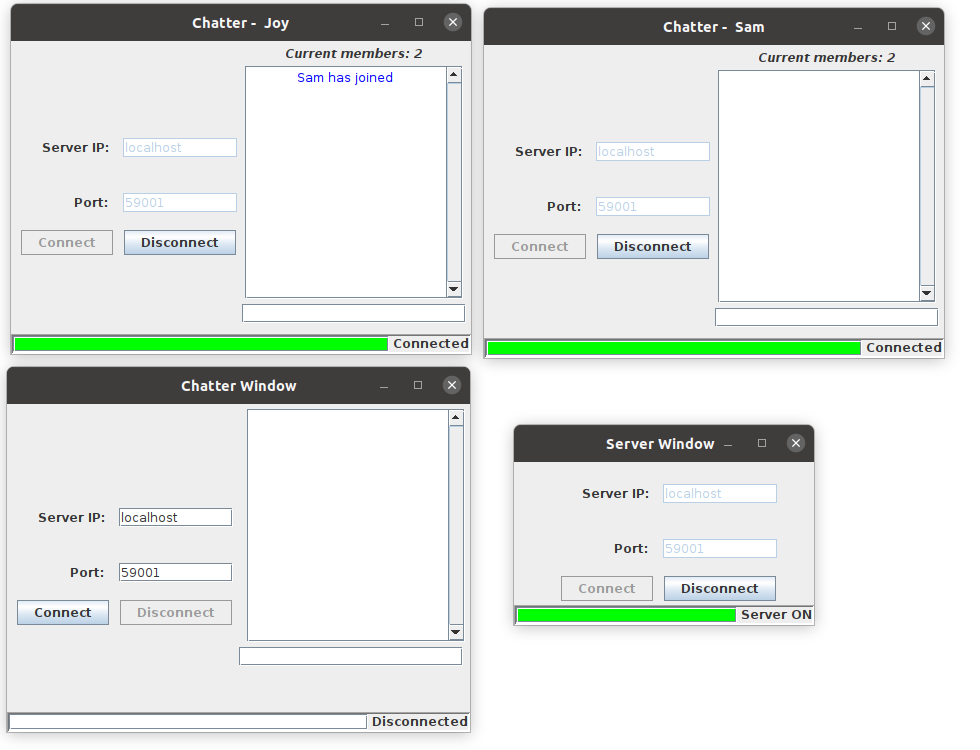 Chatter -  Joy
Current members: 2
Sam has joined
Server IP: localhost
Port: 59001
Connect Disconnect
Connected
Chatter -  Sam
Current members: 2
Server IP: localhost
Port: 59001
Connect Disconnect
Connected
Chatter Window
Server IP: localhost
Port: 59001
Connect Disconnect
Disconnected
Server Window
Server IP: localhost
Port: 59001
Connect Disconnect
Server ON